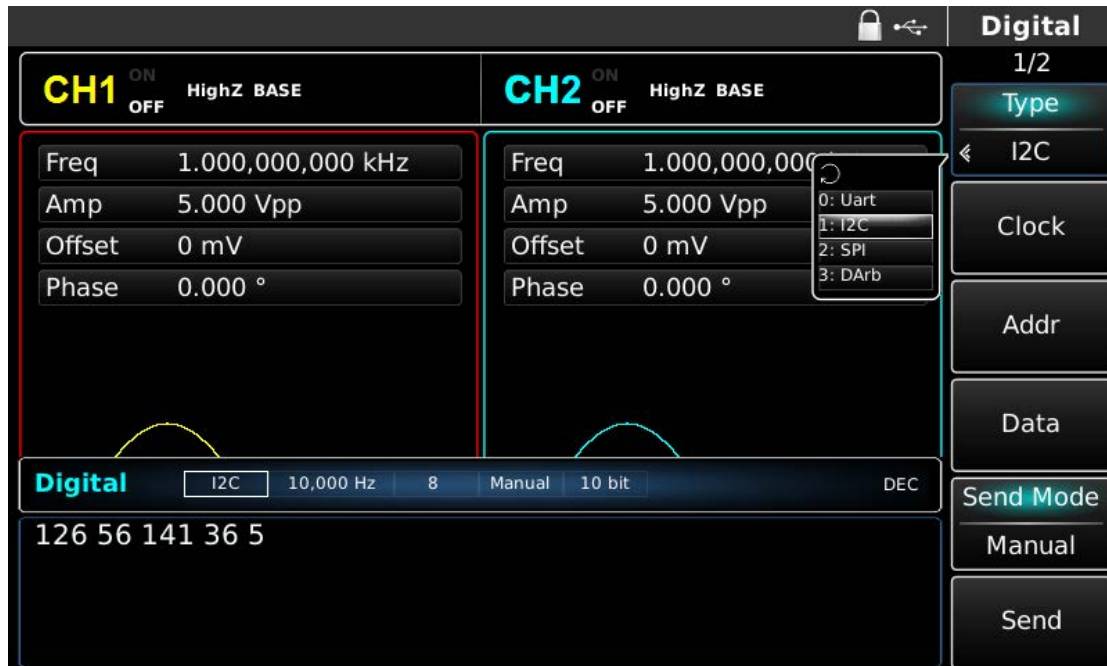 Digital
1/2
CH1 ON OFF HighZ BASE
CH2 ON OFF HighZ BASE
Type
I2C
Freq 1.000,000,000 kHz
Amp 5.000 Vpp
Offset 0 mV
Phase 0.000 °
Freq 1.000,000,000
Amp 5.000 Vpp
Offset 0 mV
Phase 0.000 °
0: Uart
1: I2C
2: SPI
3: DArb
Clock
Addr
Data
Digital I2C 10,000 Hz 8 Manual 10 bit DEC
126 56 141 36 5
Send Mode
Manual
Send